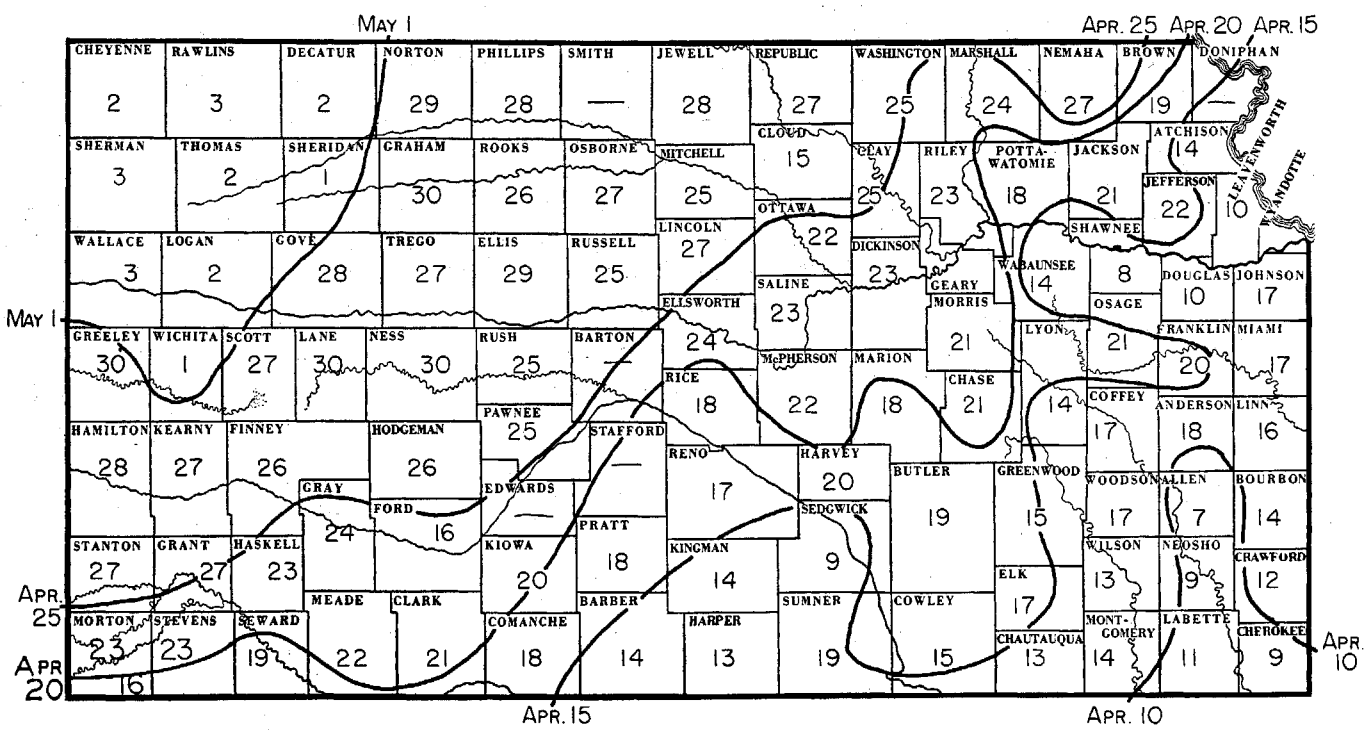 MAY 1 APR. 25 APR. 20 APR. 15
CHEYENNE RAWLINS DECATUR NORTON PHILLIPS SMITH JEWELL REPUBLIC WASHINGTON MARSHALL NEMAHA BROWN DONIPHAN
2 3 2 29 28 — 28 27 25 24 27 19 —
CLOUD ATCHISON LEAVENWORTH
15 14
SHERMAN THOMAS SHERIDAN GRAHAM ROOKS OSBORNE MITCHELL CLAY RILEY POTTA-WATOMIE JACKSON
3 2 1 30 26 27 25 25 23 18 21
JEFFERSON WYANDOTTE
22 10
OTTAWA
22
WALLACE LOGAN GOVE TREGO ELLIS RUSSELL LINCOLN DICKINSON SHAWNEE
3 2 28 27 29 25 27 23 8
SALINE GEARY WABAUNSEE DOUGLAS JOHNSON
23 14 10 17
ELLSWORTH MORRIS OSAGE
24 21 21
MAY 1
GREELEY WICHITA SCOTT LANE NESS RUSH BARTON McPHERSON MARION LYON FRANKLIN MIAMI
30 1 27 30 30 25 — 22 18 14 20 17
RICE CHASE
18 21
PAWNEE COFFEY ANDERSON LINN
25 17 18 16
HAMILTON KEARNY FINNEY HODGEMAN STAFFORD
28 27 26 26 —
RENO HARVEY BUTLER GREENWOOD WOODSON ALLEN BOURBON
17 20 19 15 17 7 14
GRAY FORD EDWARDS SEDGWICK
24 16 — 9
PRATT
18
STANTON GRANT HASKELL KIOWA KINGMAN WILSON NEOSHO CRAWFORD
27 27 23 20 14 13 9 12
ELK
17
APR.
25
MEADE CLARK BARBER SUMNER COWLEY
22 21 14 19 15
MORTON STEVENS SEWARD COMANCHE HARPER CHAUTAUQUA MONT-GOMERY LABETTE CHEROKEE
23 23 19 18 13 13 14 11 9
16
APR
20
APR.
10
APR. 15 APR. 10